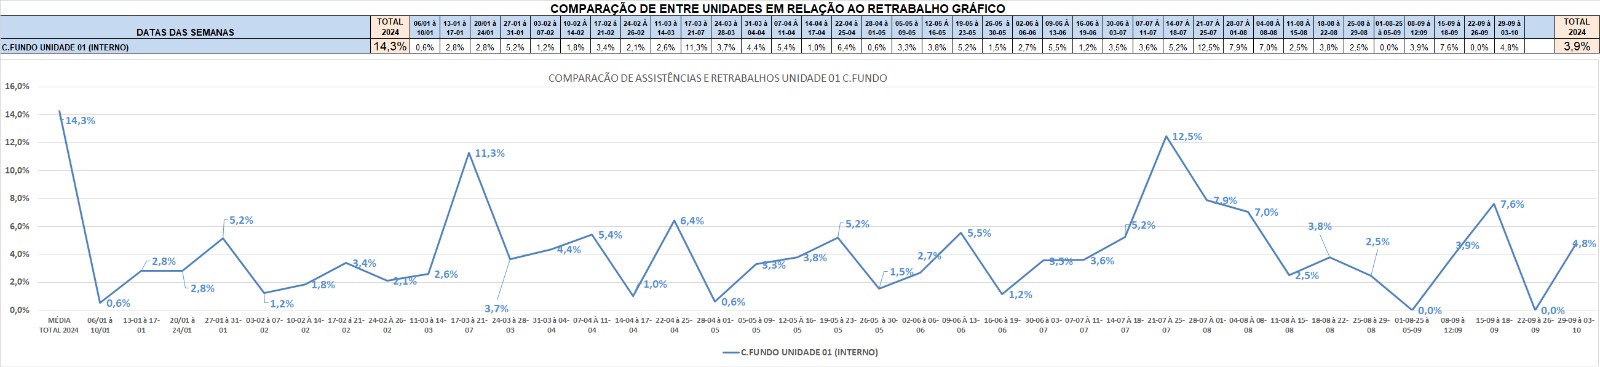 COMPARAÇÃO DE ENTRE UNIDADES EM RELAÇÃO AO RETRABALHO GRÁFICO
DATAS DAS SEMANAS TOTAL 2024 06/01 à 10/01 13-01 à 17-01 20/01 à 24/01 27-01 à 31-01 03-02 à 07-02 10-02 À 14-02 17-02 à 21-02 24-02 À 26-02 11-03 à 14-03 17-03 à 21-03 24-03 à 28-03 31-03 à 04-04 07-04 à 11-04 14-04 à 17-04 22-04 à 25-04 28-04 à 01-05 05-05 à 09-05 12-05 à 16-05 19-05 à 23-05 26-05 à 30-05 02-06 à 06-06 09-06 à 13-06 16-06 à 19-06 30-06 à 03-07 07-07 À 11-07 14-07 à 18-07 21-07 À 25-07 28-07 À 01-08 04-08 À 08-08 11-08 à 15-08 18-08 à 22-08 25-08 à 29-08 01-08-25 à 05-09 08-09 à 12:09 15-09 à 18-09 22-09 à 26-09 29-09 à 03-10 TOTAL 2024
C.FUNDO UNIDADE 01 (INTERNO) 14,3% 0,6% 2,8% 2,8% 5,2% 1,2% 1,8% 3,4% 2,1% 2,6% 11,3% 3,7% 4,4% 5,4% 1,0% 6,4% 0,6% 3,3% 3,8% 5,2% 1,5% 2,7% 5,5% 1,2% 3,5% 3,6% 5,2% 12,5% 7,9% 7,0% 2,5% 3,8% 2,5% 0,0% 3,9% 7,6% 0,0% 4,8% 3,9%
COMPARAÇÃO DE ASSISTÊNCIAS E RETRABALHOS UNIDADE 01 C.FUNDO
16,0%
14,0%
12,0%
10,0%
8,0%
6,0%
4,0%
2,0%
0,0%
14,3% 0,6% 2,8% 2,8% 5,2% 1,2% 1,8% 3,4% 2,1% 2,6% 11,3% 3,7% 4,4% 5,4% 1,0% 6,4% 0,6% 3,3% 3,8% 5,2% 1,5% 2,7% 5,5% 1,2% 3,5% 3,6% 5,2% 12,5% 7,9% 7,0% 2,5% 3,8% 2,5% 0,0% 3,9% 7,6% 0,0% 4,8%
MÉDIA TOTAL 2024 06/01 à 10/01 13-01 à 17-01 20/01 à 24/01 27-01 à 31-01 03-02 à 07-02 10-02 À 14-02 17-02 à 21-02 24-02 À 26-02 11-03 à 14-03 17-03 à 21-03 24-03 à 28-03 31-03 à 04-04 07-04 à 11-04 14-04 à 17-04 22-04 à 25-04 28-04 à 01-05 05-05 à 09-05 12-05 à 16-05 19-05 à 23-05 26-05 à 30-05 02-06 à 06-06 09-06 à 13-06 16-06 à 19-06 30-06 à 03-07 07-07 À 11-07 14-07 à 18-07 21-07 À 25-07 28-07 À 01-08 04-08 À 08-08 11-08 à 15-08 18-08 à 22-08 25-08 à 29-08 01-08-25 à 05-09 08-09 à 12:09 15-09 à 18-09 22-09 à 26-09 29-09 à 03-10
C.FUNDO UNIDADE 01 (INTERNO)